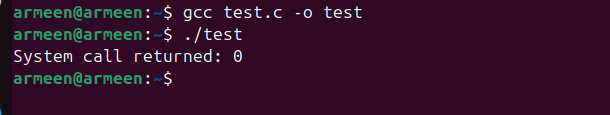 armeen@armeen:~$ gcc test.c -o test
armeen@armeen:~$ ./test
System call returned: 0
armeen@armeen:~$